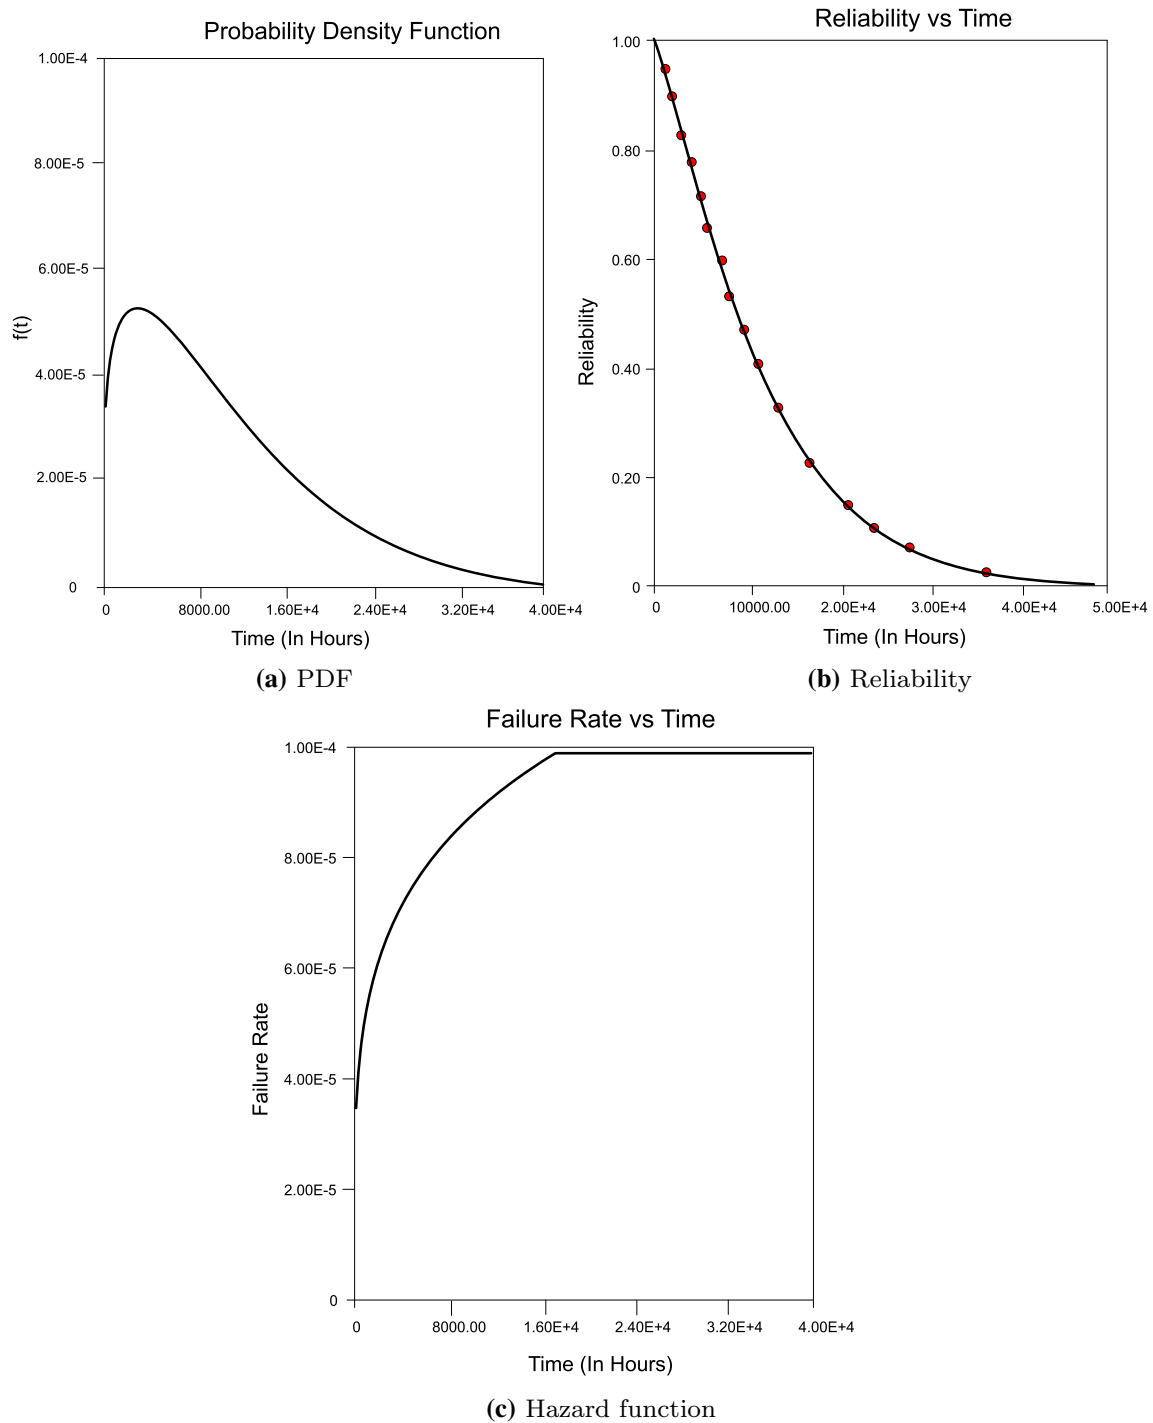 Probability Density Function
1.00E-4
8.00E-5
6.00E-5
4.00E-5
2.00E-5
0
f(t)
0 8000.00 1.60E+4 2.40E+4 3.20E+4 4.00E+4
Time (In Hours)
(a) PDF
Reliability vs Time
1.00
0.80
0.60
0.40
0.20
0
Reliability
0 10000.00 2.00E+4 3.00E+4 4.00E+4 5.00E+4
Time (In Hours)
(b) Reliability
Failure Rate vs Time
1.00E-4
8.00E-5
6.00E-5
4.00E-5
2.00E-5
0
Failure Rate
0 8000.00 1.60E+4 2.40E+4 3.20E+4 4.00E+4
Time (In Hours)
(c) Hazard function